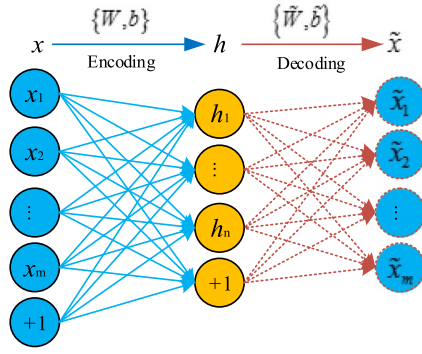 {W,b} {W̃,b̃}
x h x̃
Encoding Decoding
x₁ h₁ x̃₁
x₂ ⋮ x̃₂
⋮ hₙ ⋮
xₘ +1 x̃ₘ
+1